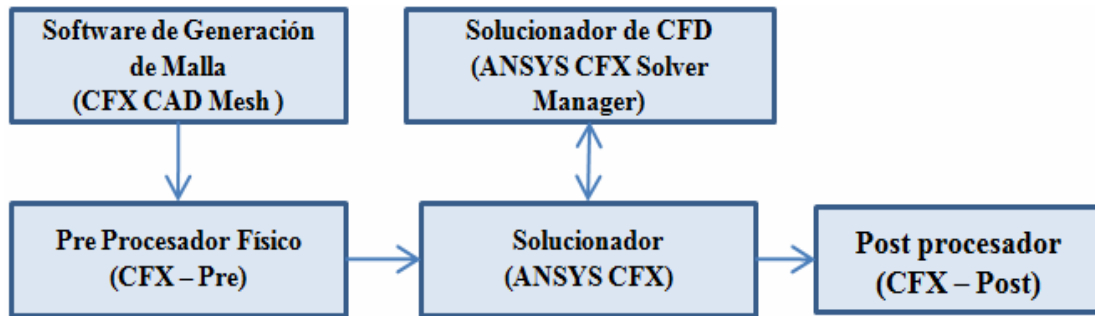 Software de Generación
de Malla
(CFX CAD Mesh )
Solucionador de CFD
(ANSYS CFX Solver
Manager)
Pre Procesador Físico
(CFX – Pre)
Solucionador
(ANSYS CFX)
Post procesador
(CFX – Post)